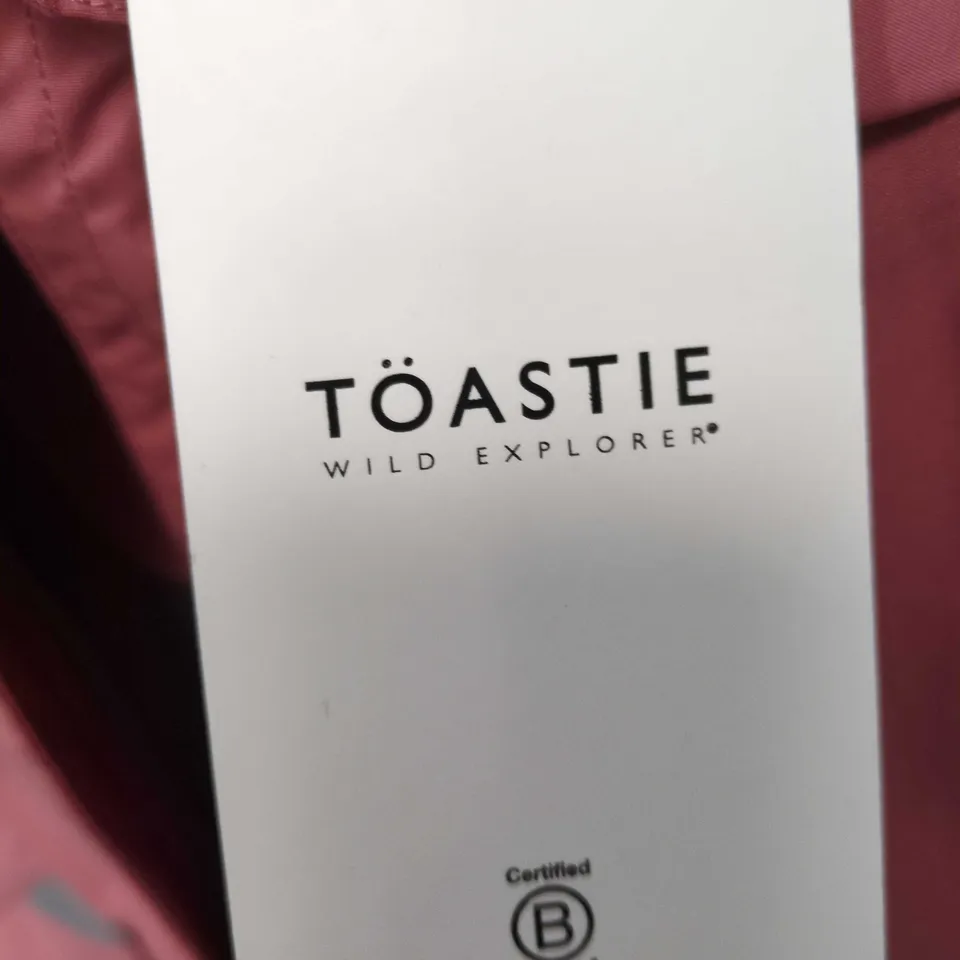 TÖASTIE
WILD EXPLORER
Certified
B